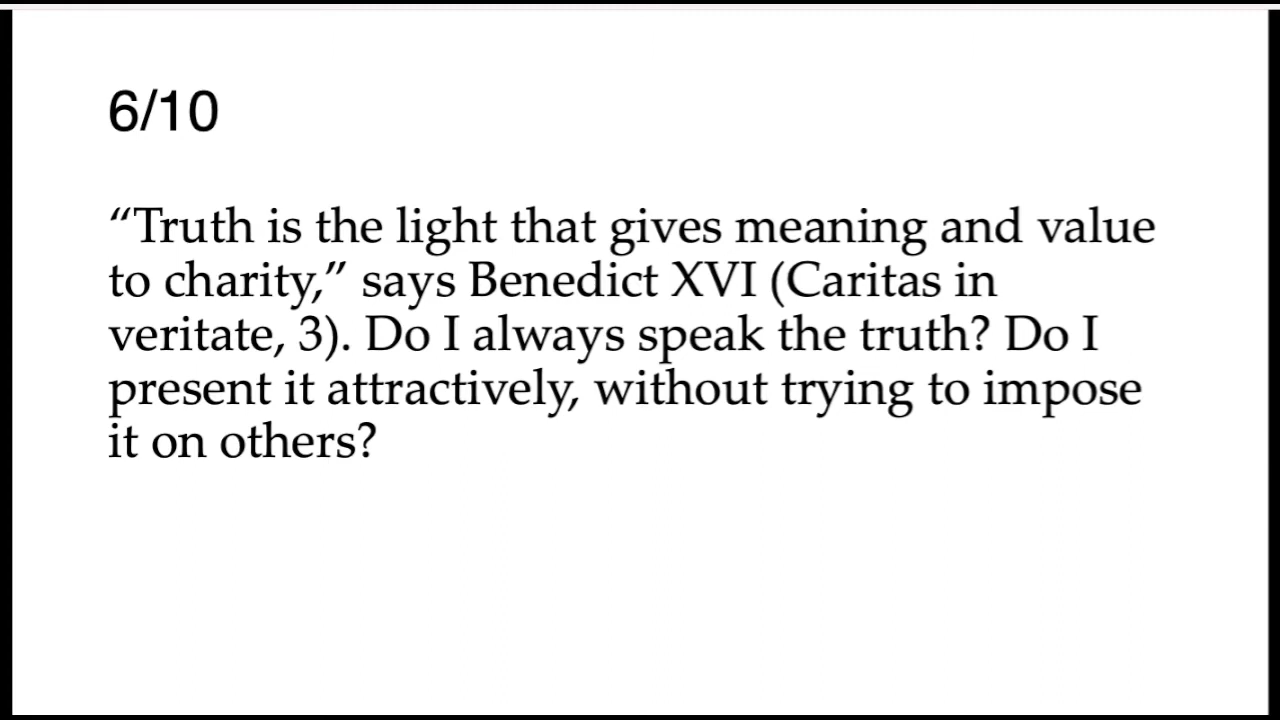 6/10
“Truth is the light that gives meaning and value
to charity,” says Benedict XVI (Caritas in
veritate, 3). Do I always speak the truth? Do I
present it attractively, without trying to impose
it on others?